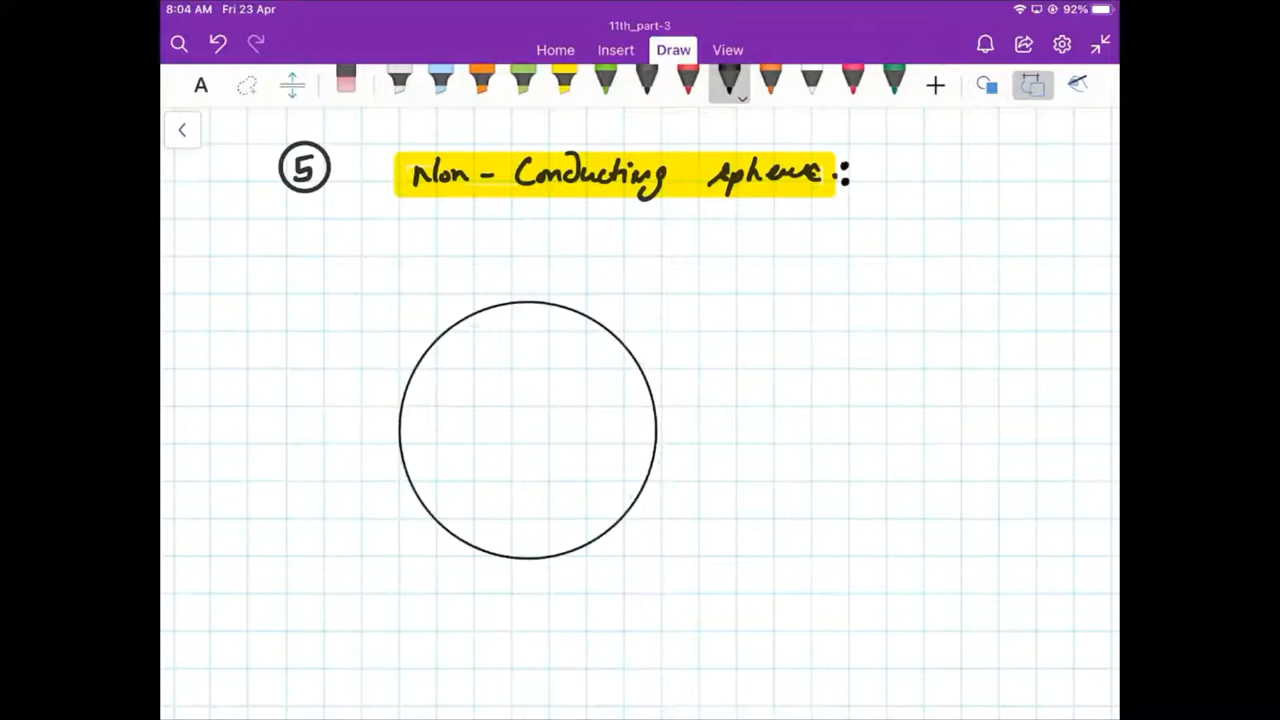 8:04 AM Fri 23 Apr
92%
11th_part-3
Home Insert Draw View
A
5 Non - Conducting sphere :